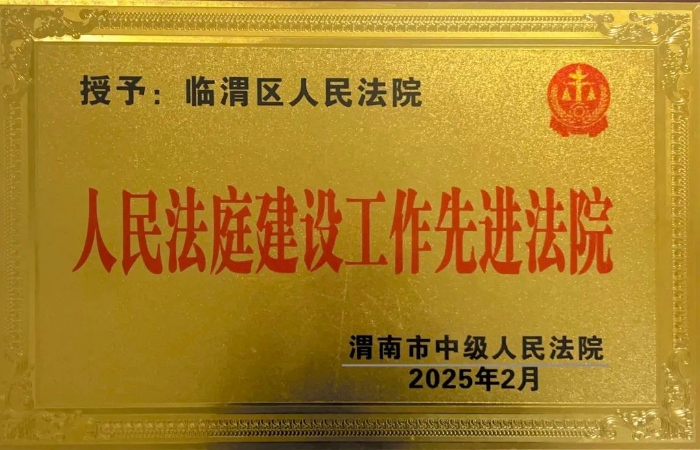 授予：临渭区人民法院
人民法庭建设工作先进法院
渭南市中级人民法院
2025年2月